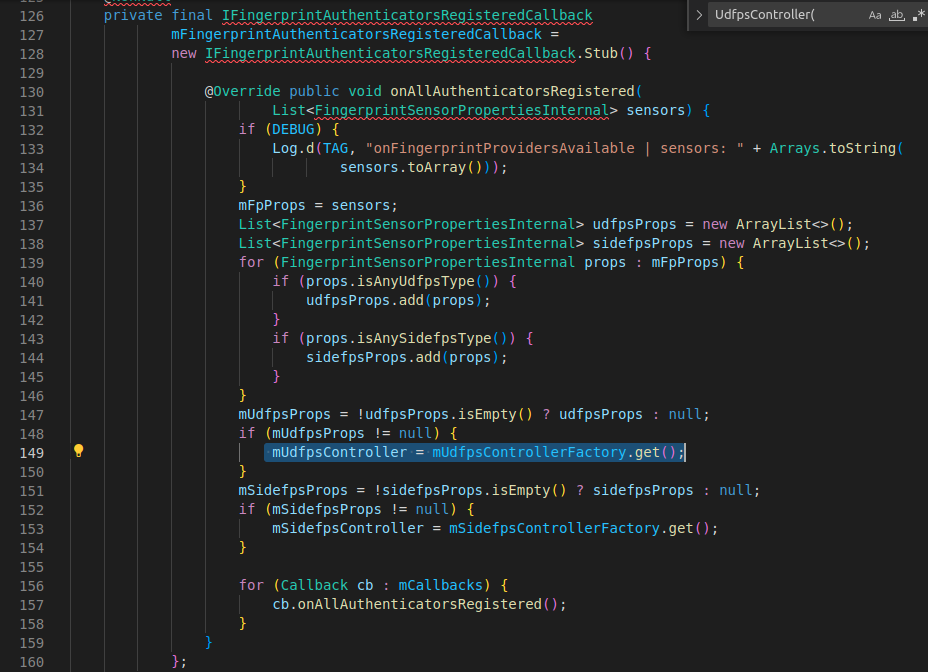 UdfpsController(
Aa ab .*
126 private final IFingerprintAuthenticatorsRegisteredCallback
127 mFingerprintAuthenticatorsRegisteredCallback =
128 new IFingerprintAuthenticatorsRegisteredCallback.Stub() {
129
130 @Override public void onAllAuthenticatorsRegistered(
131 List<FingerprintSensorPropertiesInternal> sensors) {
132 if (DEBUG) {
133 Log.d(TAG, "onFingerprintProvidersAvailable | sensors: " + Arrays.toString(
134 sensors.toArray()));
135 }
136 mFpProps = sensors;
137 List<FingerprintSensorPropertiesInternal> udfpsProps = new ArrayList<>();
138 List<FingerprintSensorPropertiesInternal> sidefpsProps = new ArrayList<>();
139 for (FingerprintSensorPropertiesInternal props : mFpProps) {
140 if (props.isAnyUdfpsType()) {
141 udfpsProps.add(props);
142 }
143 if (props.isAnySidefpsType()) {
144 sidefpsProps.add(props);
145 }
146 }
147 mUdfpsProps = !udfpsProps.isEmpty() ? udfpsProps : null;
148 if (mUdfpsProps != null) {
149 mUdfpsController = mUdfpsControllerFactory.get();
150 }
151 mSidefpsProps = !sidefpsProps.isEmpty() ? sidefpsProps : null;
152 if (mSidefpsProps != null) {
153 mSidefpsController = mSidefpsControllerFactory.get();
154 }
155
156 for (Callback cb : mCallbacks) {
157 cb.onAllAuthenticatorsRegistered();
158 }
159 }
160 };